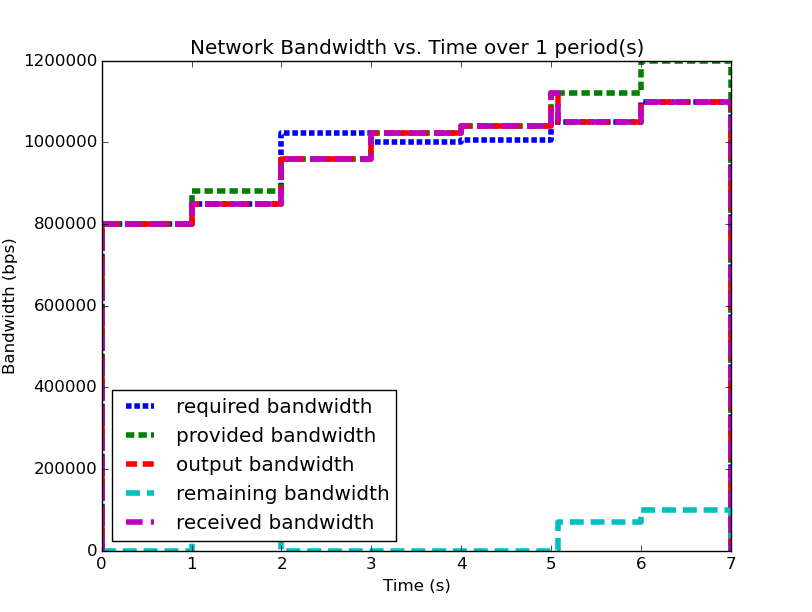 Network Bandwidth vs. Time over 1 period(s)
1200000
1000000
800000
600000
400000
200000
0
Bandwidth (bps)
required bandwidth
provided bandwidth
output bandwidth
remaining bandwidth
received bandwidth
0 1 2 3 4 5 6 7
Time (s)